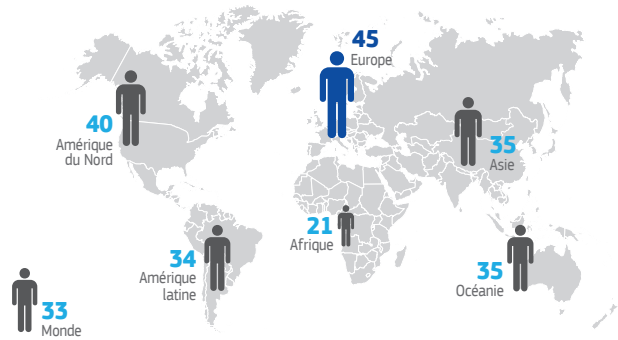 45
Europe
40
Amérique
du Nord
35
Asie
21
Afrique
34
Amérique
latine
35
Océanie
33
Monde